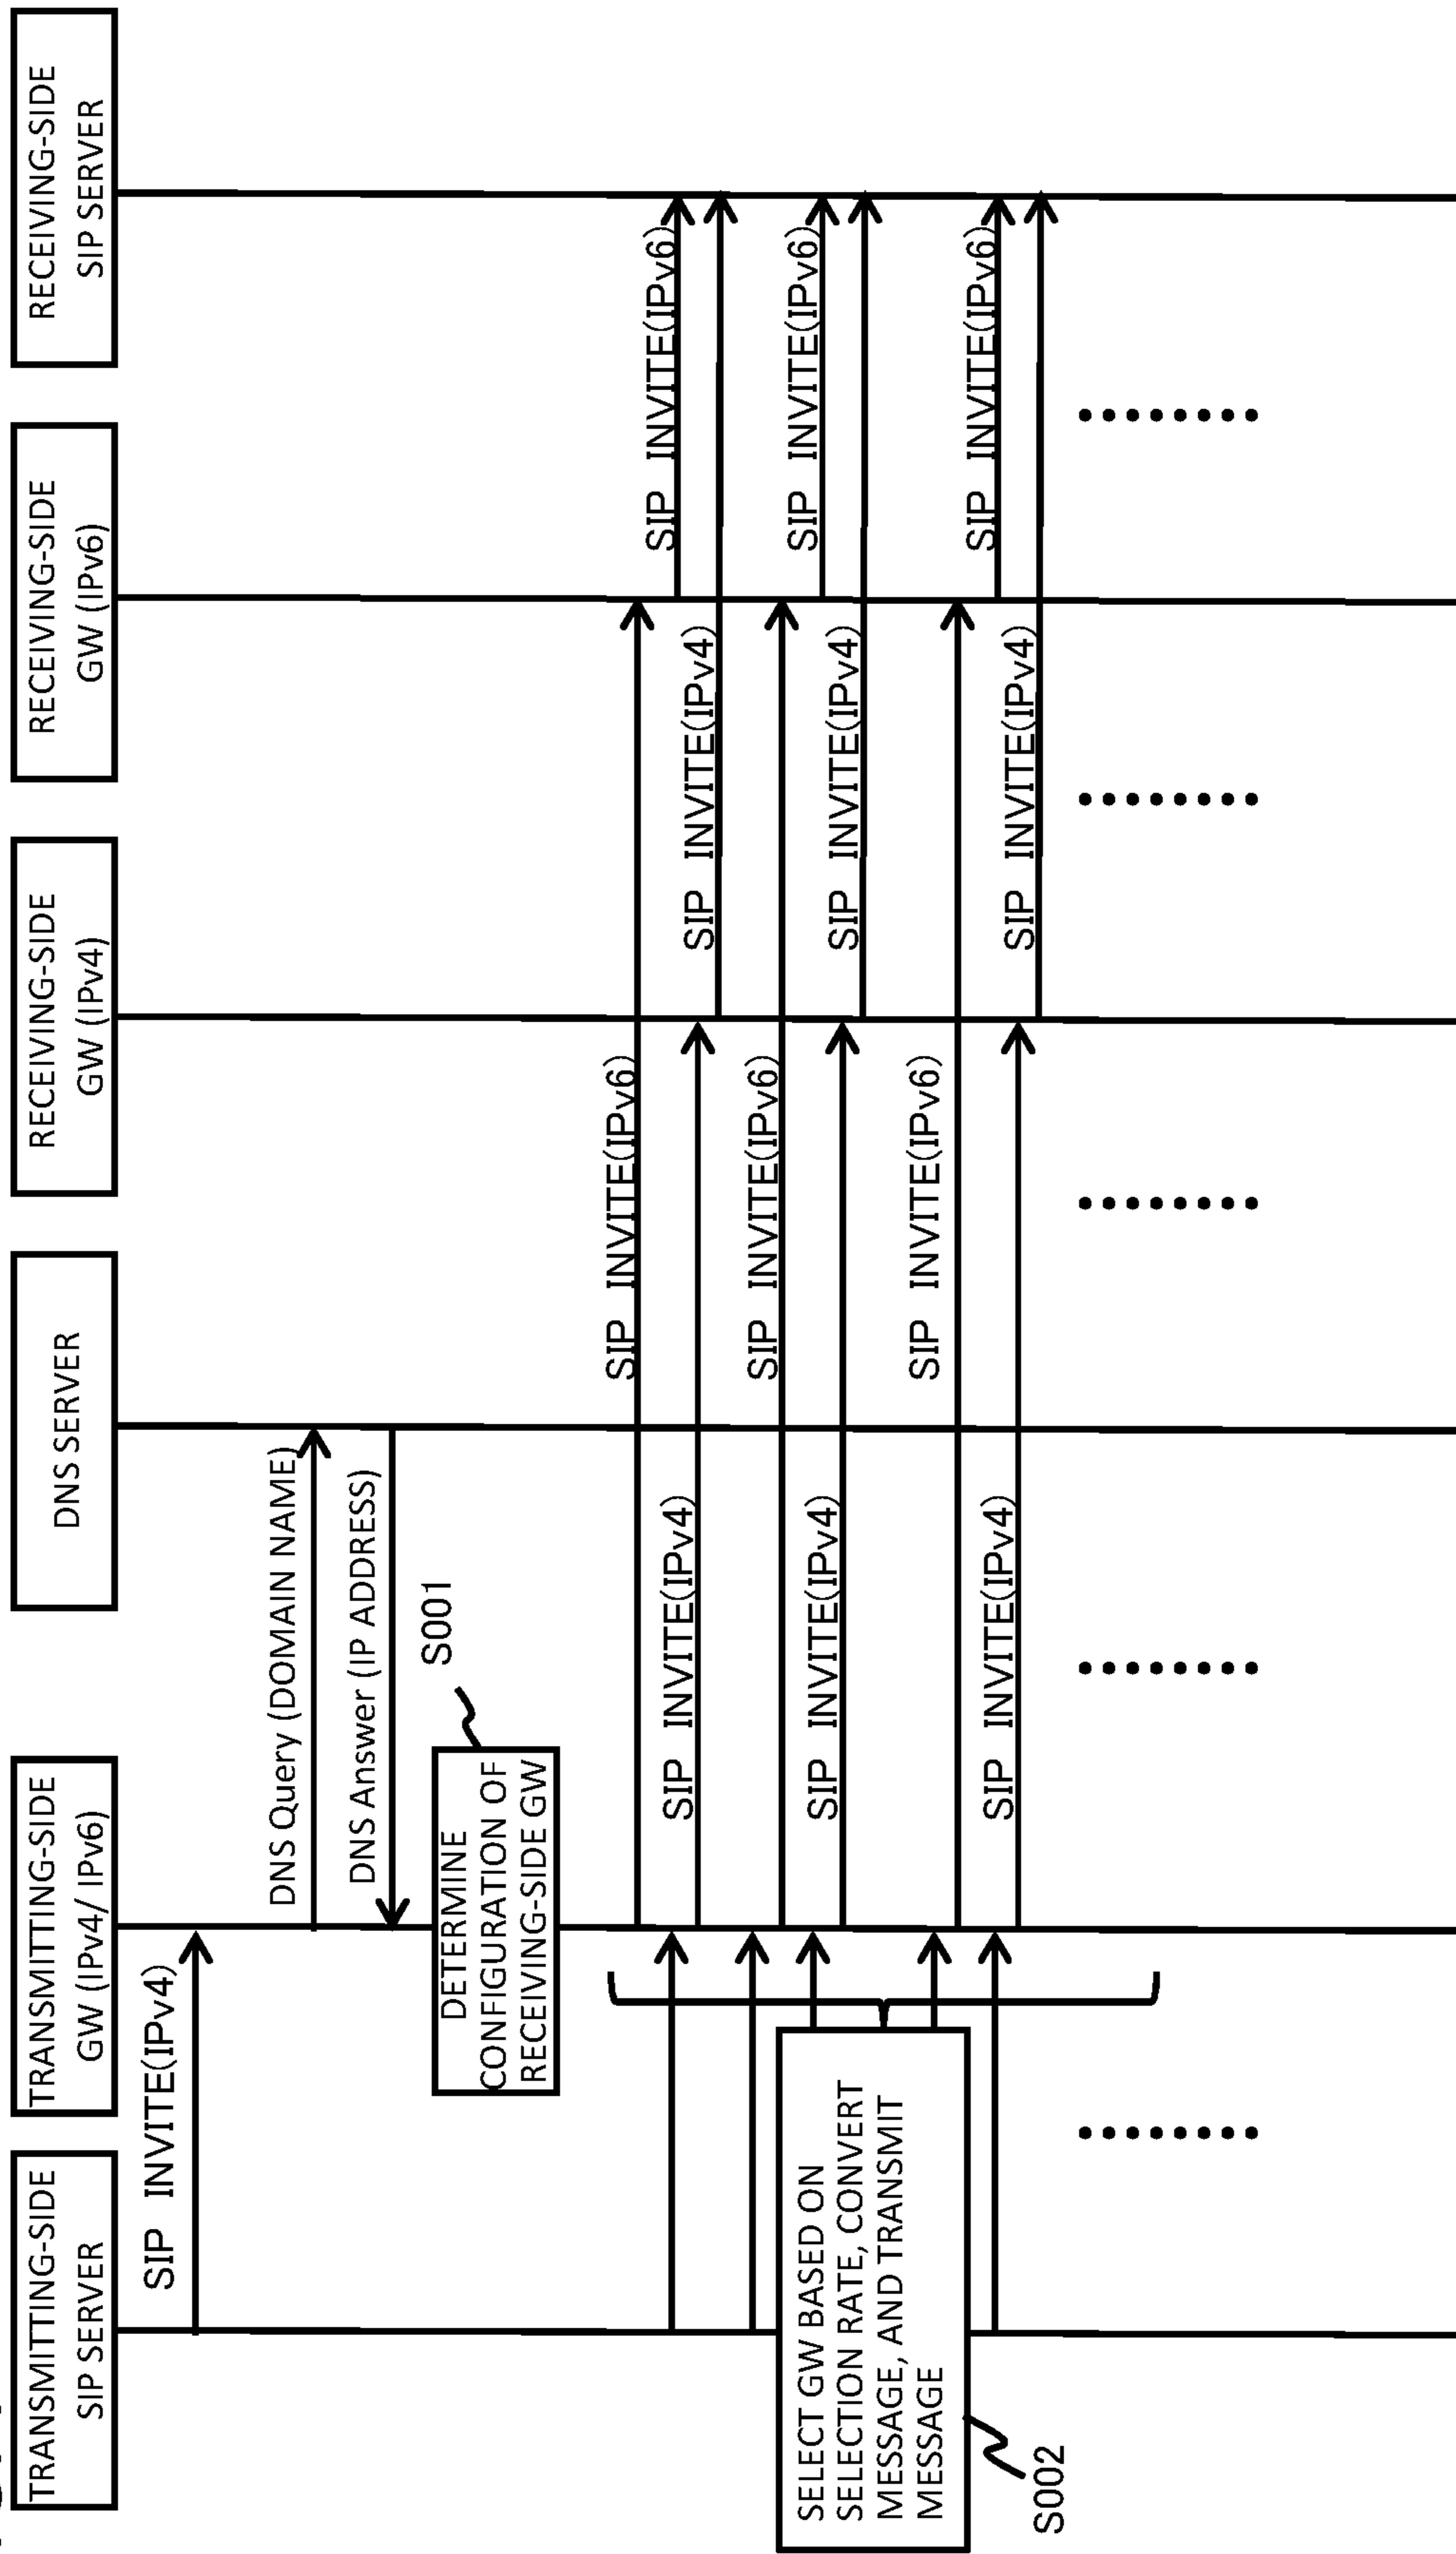 TRANSMITTING-SIDE
SIP SERVER
TRANSMITTING-SIDE
GW (IPv4/ IPv6)
DNS SERVER
RECEIVING-SIDE
GW (IPv4)
RECEIVING-SIDE
GW (IPv6)
RECEIVING-SIDE
SIP SERVER
SIP INVITE(IPv4)
DNS Query (DOMAIN NAME)
DNS Answer (IP ADDRESS)
DETERMINE
CONFIGURATION OF
RECEIVING-SIDE GW
S001
SIP INVITE(IPv6)
SIP INVITE(IPv6)
SIP INVITE(IPv4)
SIP INVITE(IPv4)
SIP INVITE(IPv6)
SIP INVITE(IPv6)
SIP INVITE(IPv4)
SIP INVITE(IPv4)
SIP INVITE(IPv6)
SIP INVITE(IPv6)
SIP INVITE(IPv4)
SIP INVITE(IPv4)
SELECT GW BASED ON
SELECTION RATE, CONVERT
MESSAGE, AND TRANSMIT
MESSAGE
S002